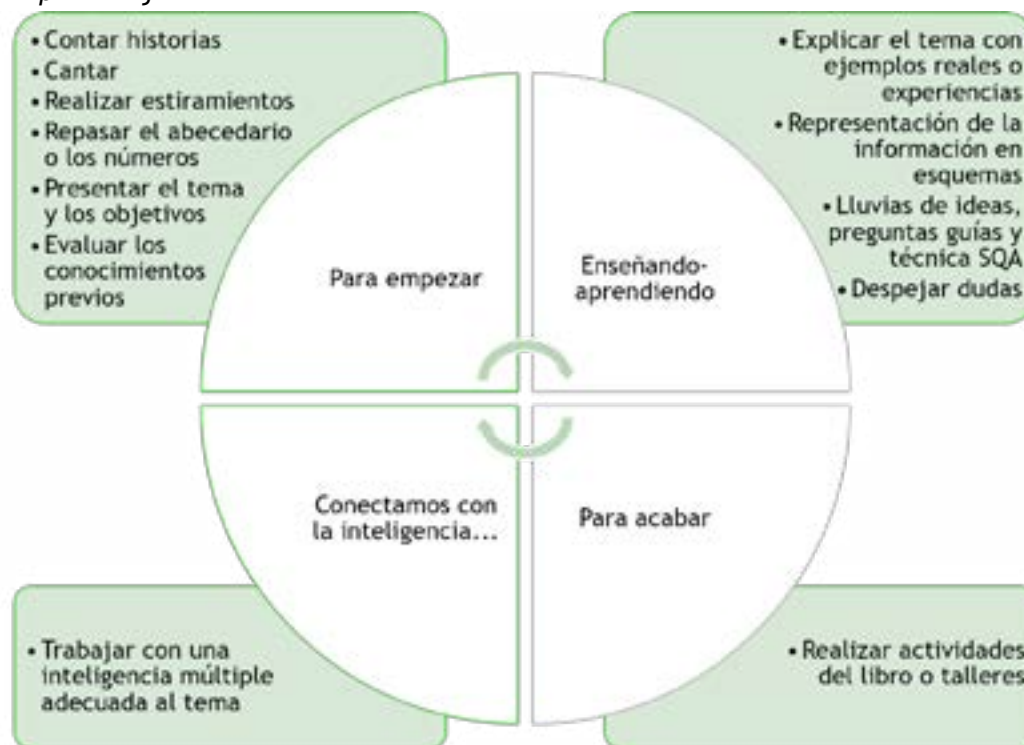 • Contar historias
• Cantar
• Realizar estiramientos
• Repasar el abecedario
o los números
• Presentar el tema
y los objetivos
• Evaluar los
conocimientos
previos
Para empezar
• Explicar el tema con
ejemplos reales o
experiencias
• Representación de la
información en
esquemas
• Lluvias de ideas,
preguntas guías y
técnica SQA
• Despejar dudas
Enseñando-
aprendiendo
Conectamos con
la inteligencia...
• Trabajar con una
inteligencia múltiple
adecuada al tema
Para acabar
• Realizar actividades
del libro o talleres